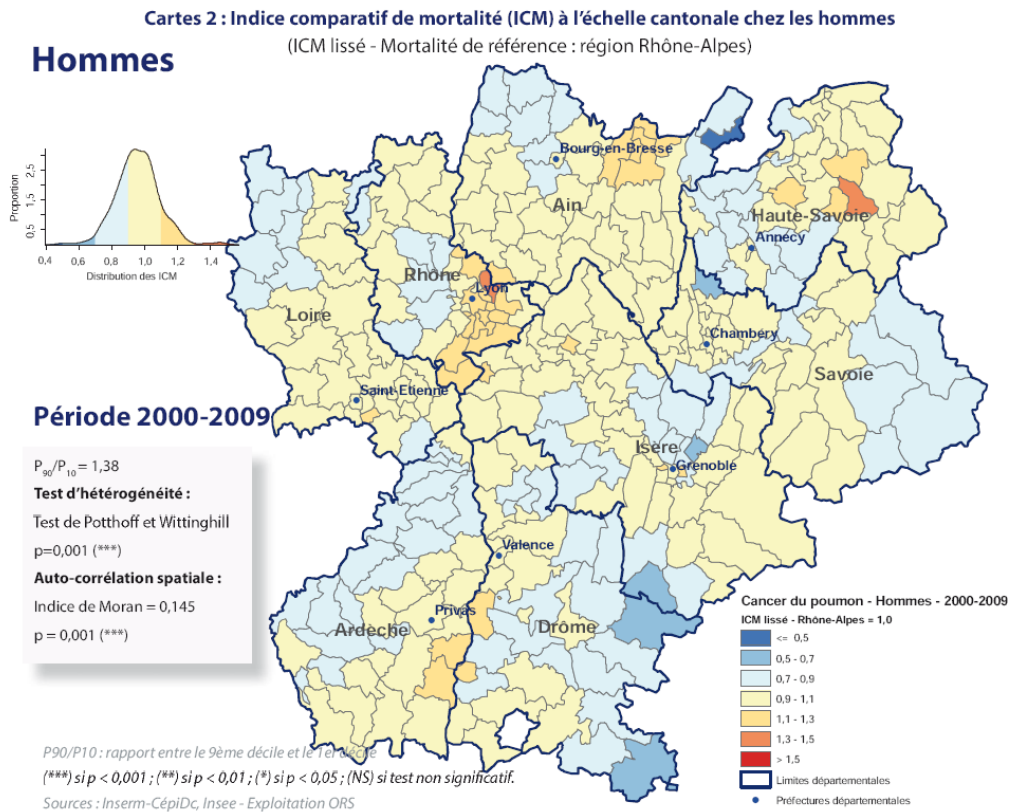 Cartes 2 : Indice comparatif de mortalité (ICM) à l'échelle cantonale chez les hommes
(ICM lissé - Mortalité de référence : région Rhône-Alpes)
Hommes
Proportion
2,5
1,5
0,5
0,4 0,6 0,8 1,0 1,2 1,4
Distribution des ICM
Bourg-en-Bresse
Ain
Haute-Savoie
Annecy
Rhône
Lyon
Loire
Chambéry
Savoie
Saint-Etienne
Isère
Grenoble
Valence
Privas
Ardèche
Drôme
Période 2000-2009
P90/P10 = 1,38
Test d'hétérogénéité :
Test de Potthoff et Wittinghill
p=0,001 (***)
Auto-corrélation spatiale :
Indice de Moran = 0,145
p = 0,001 (***)
Cancer du poumon - Hommes - 2000-2009
ICM lissé - Rhône-Alpes = 1,0
<= 0,5
0,5 - 0,7
0,7 - 0,9
0,9 - 1,1
1,1 - 1,3
1,3 - 1,5
> 1,5
Limites départementales
Préfectures départementales
P90/P10 : rapport entre le 9ème décile et le 1er décile
(***) si p < 0,001 ; (**) si p < 0,01 ; (*) si p < 0,05 ; (NS) si test non significatif.
Sources : Inserm-CépiDc, Insee - Exploitation ORS